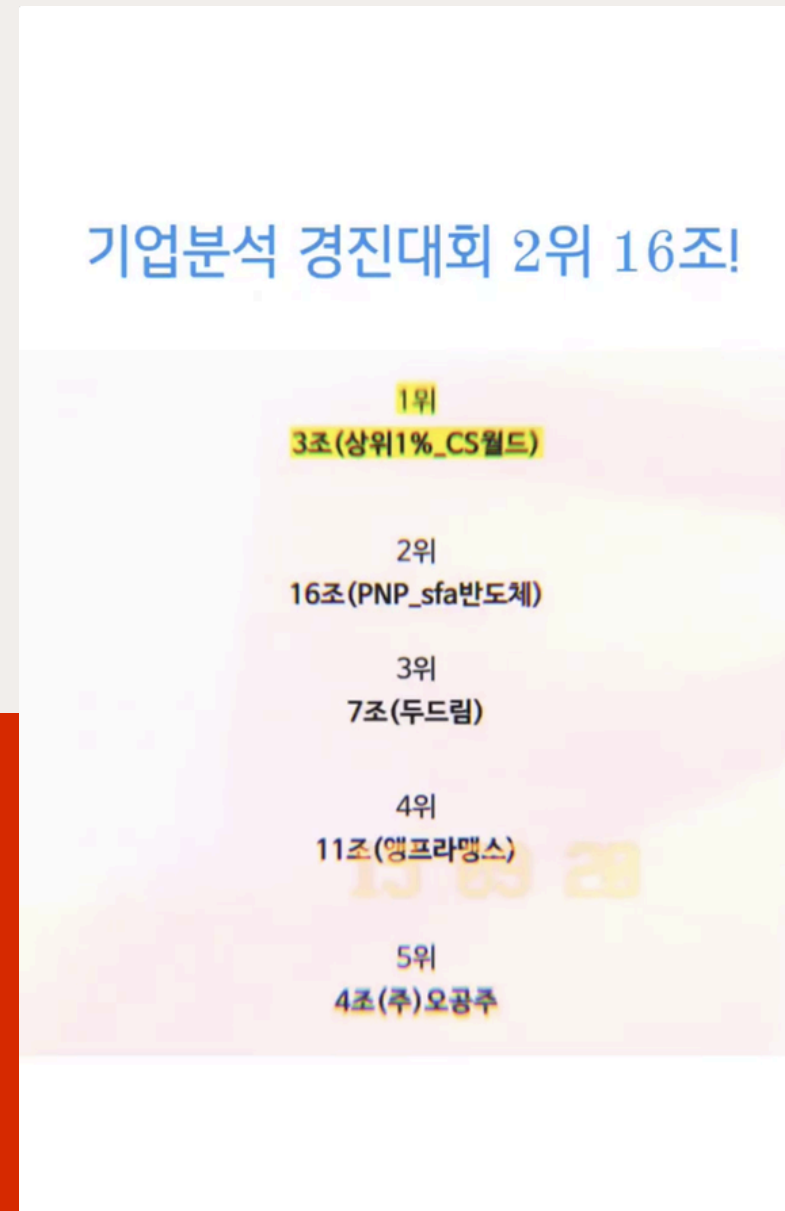 기업분석 경진대회 2위 16조!
1위
3조(상위1%_CS월드)
2위
16조(PNP_sfa반도체)
3위
7조(두드림)
4위
11조(앵프라맹스)
13 09 28
5위
4조(주)오공주